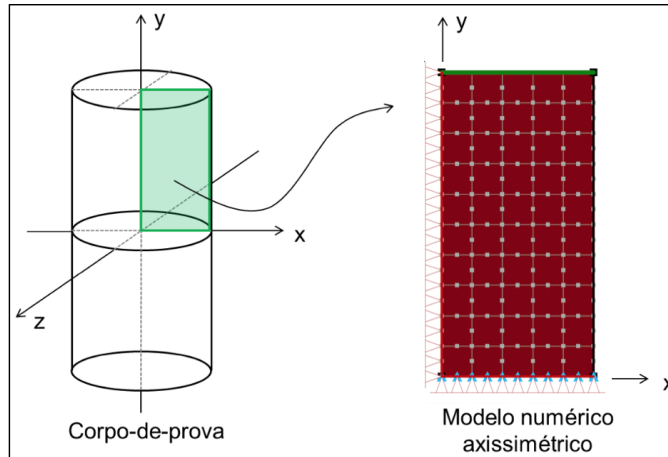 y
x
z
Corpo-de-prova
y
x
Modelo numérico
axissimétrico